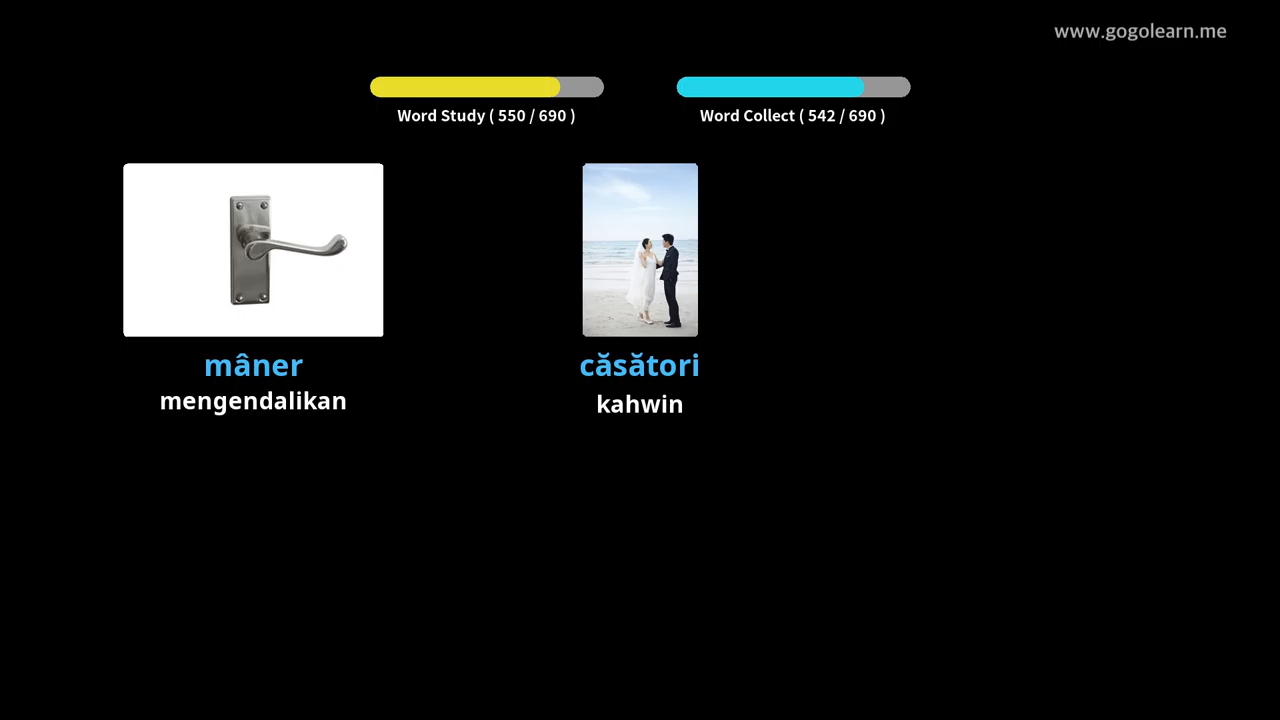 www.gogolearn.me
Word Study ( 550 / 690 )
Word Collect ( 542 / 690 )
mâner
mengendalikan
căsători
kahwin